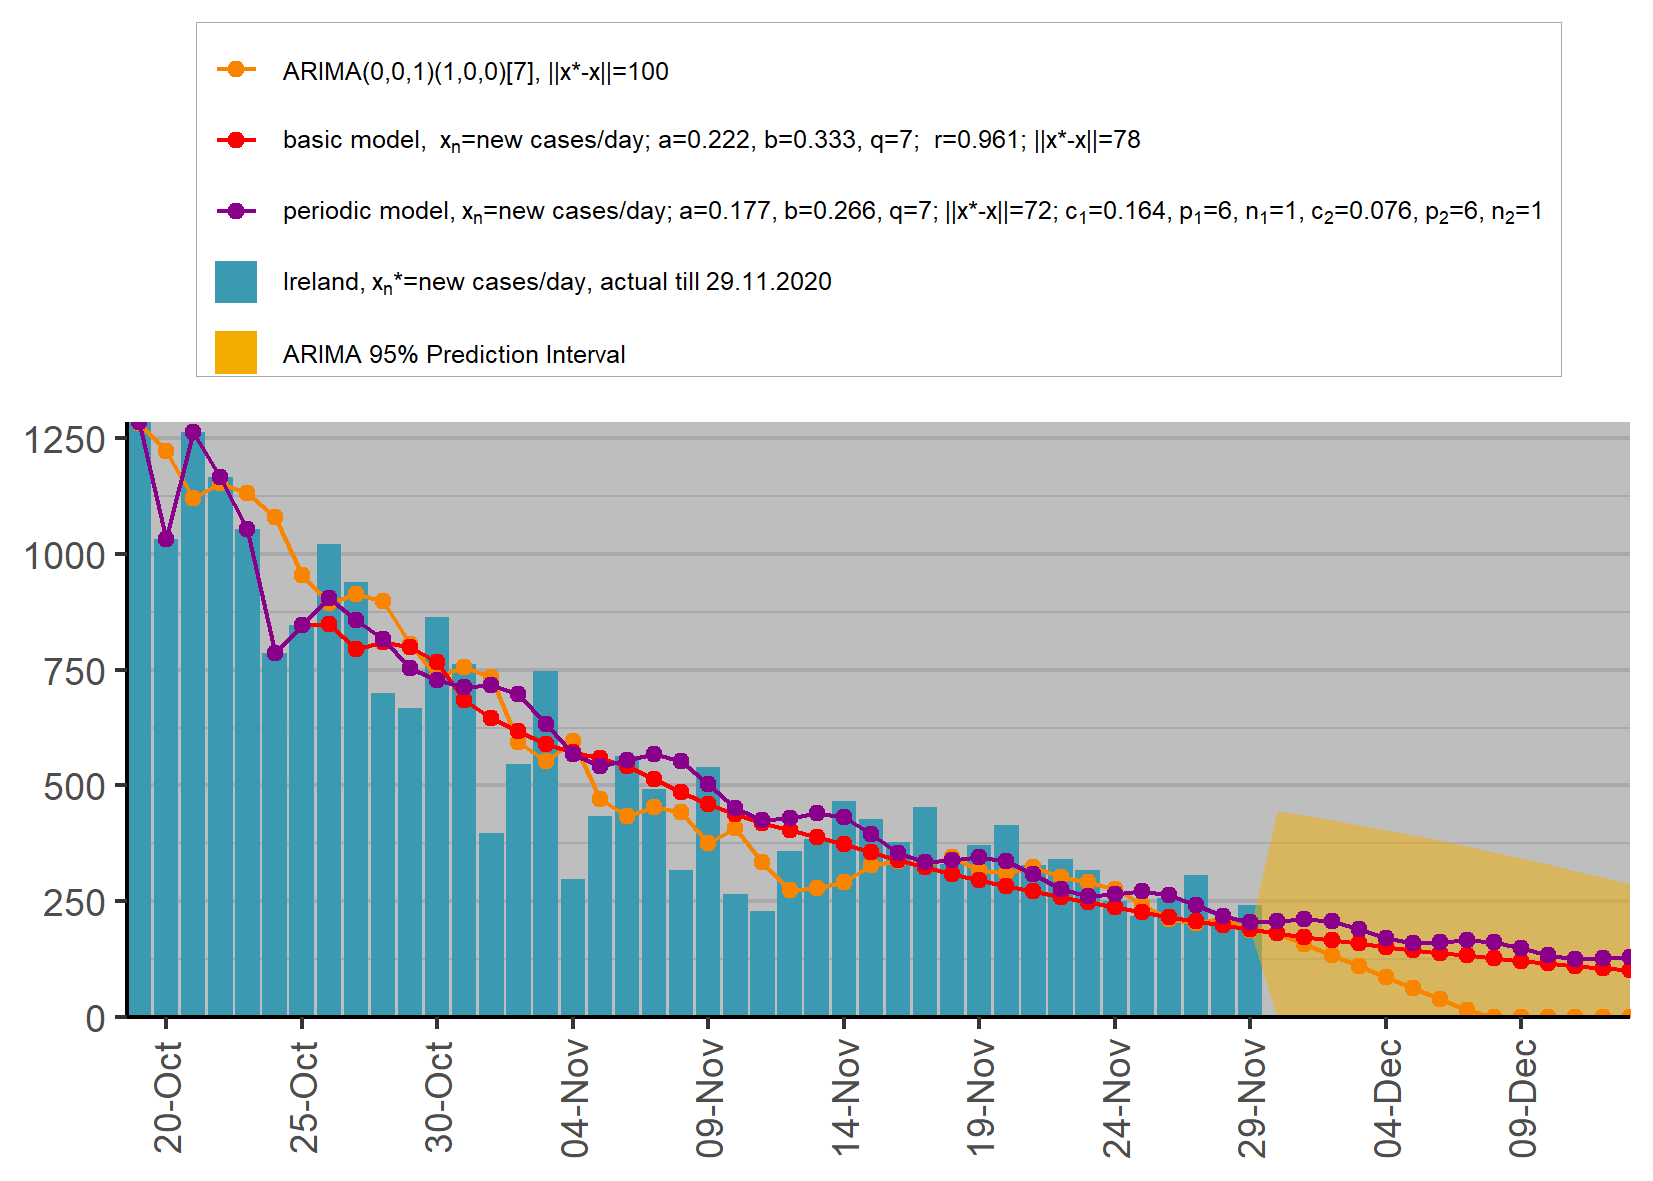 ARIMA(0,0,1)(1,0,0)[7], ||x*-x||=100
basic model, xₙ=new cases/day; a=0.222, b=0.333, q=7; r=0.961; ||x*-x||=78
periodic model, xₙ=new cases/day; a=0.177, b=0.266, q=7; ||x*-x||=72; c₁=0.164, p₁=6, n₁=1, c₂=0.076, p₂=6, n₂=1
Ireland, xₙ*=new cases/day, actual till 29.11.2020
ARIMA 95% Prediction Interval
1250
1000
750
500
250
0
20-Oct
25-Oct
30-Oct
04-Nov
09-Nov
14-Nov
19-Nov
24-Nov
29-Nov
04-Dec
09-Dec